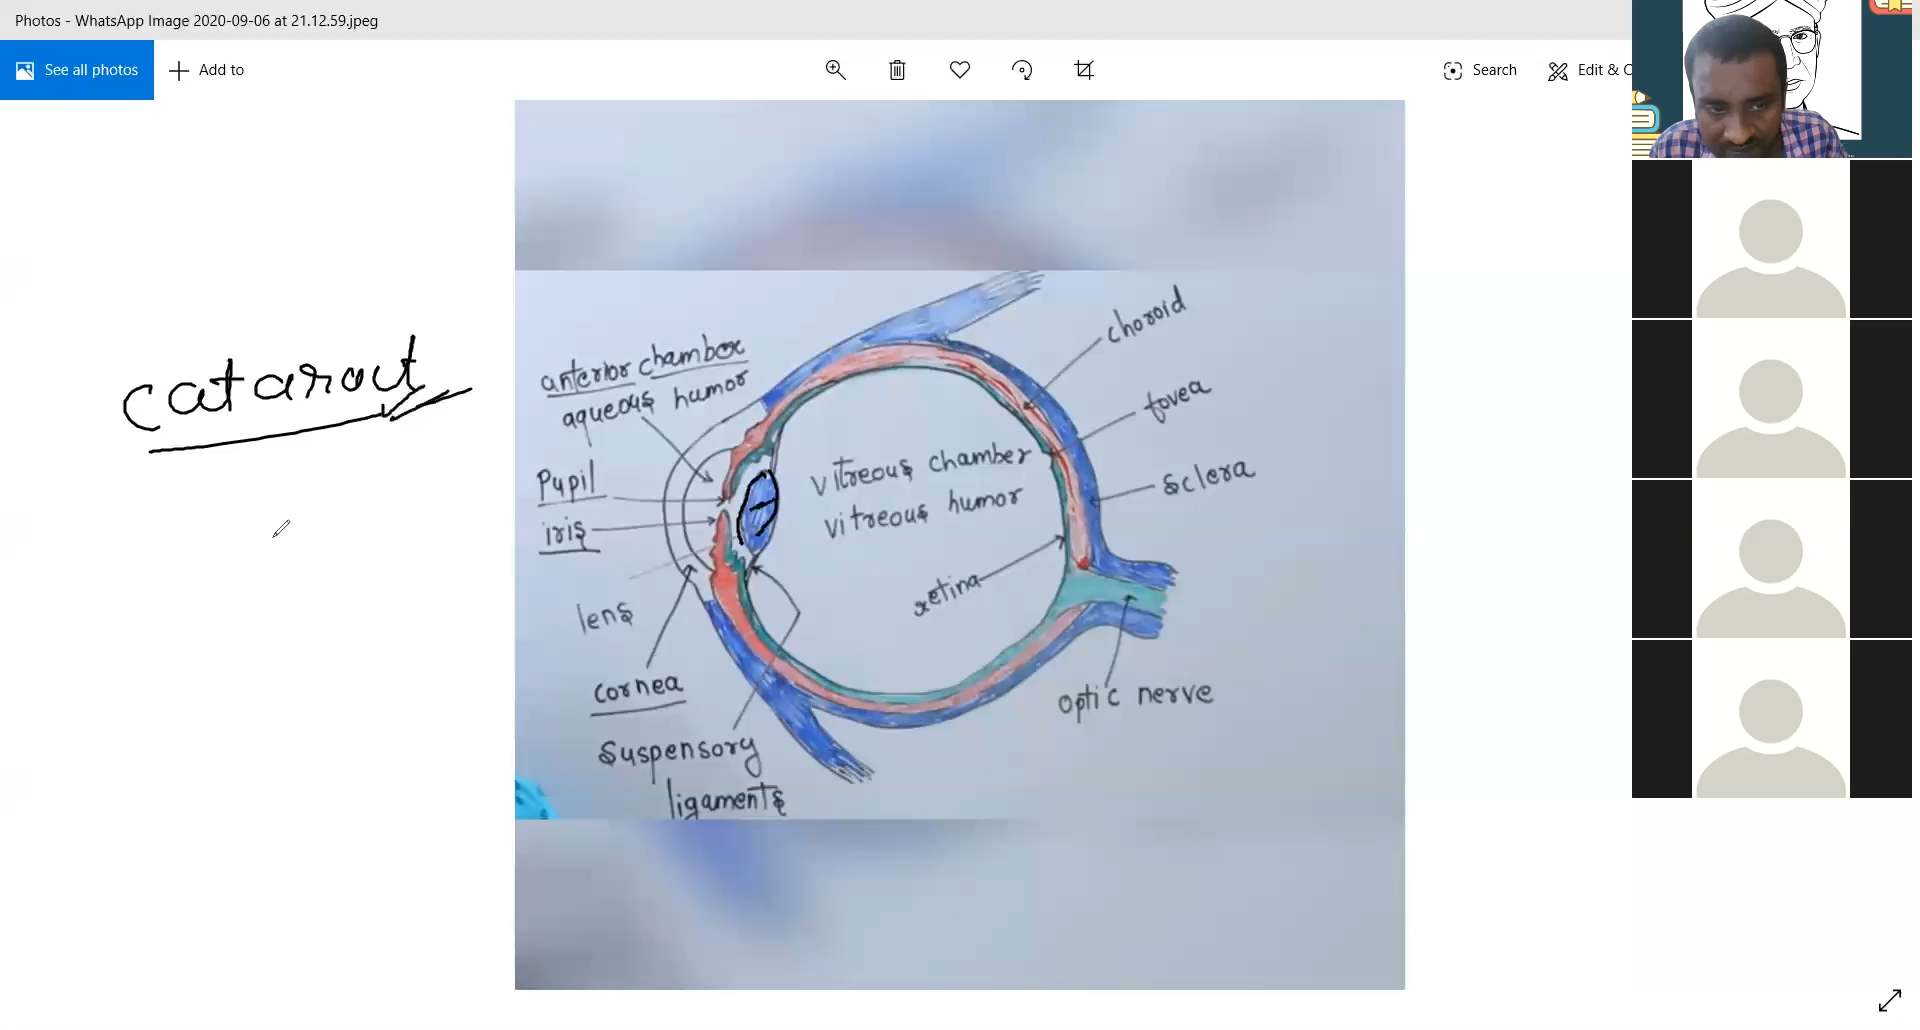 Photos - WhatsApp Image 2020-09-06 at 21.12.59.jpeg
See all photos
Add to
Search
Edit & C
cataract
anterior chamber
aqueous humor
Pupil
iris
lens
cornea
suspensory
ligaments
vitreous chamber
vitreous humor
retina
choroid
fovea
sclera
optic nerve